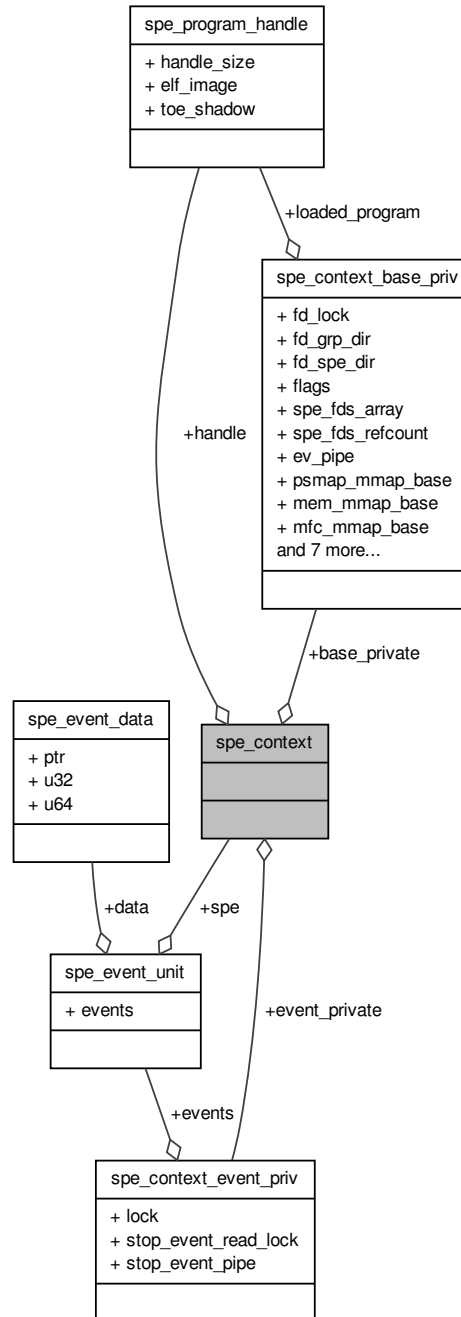 spe_program_handle
+ handle_size
+ elf_image
+ toe_shadow
+loaded_program
spe_context_base_priv
+ fd_lock
+ fd_grp_dir
+ fd_spe_dir
+ flags
+ spe_fds_array
+ spe_fds_refcount
+ ev_pipe
+ psmap_mmap_base
+ mem_mmap_base
+ mfc_mmap_base
and 7 more...
+handle
+base_private
spe_event_data
+ ptr
+ u32
+ u64
spe_context
+data
+spe
spe_event_unit
+ events
+event_private
+events
spe_context_event_priv
+ lock
+ stop_event_read_lock
+ stop_event_pipe